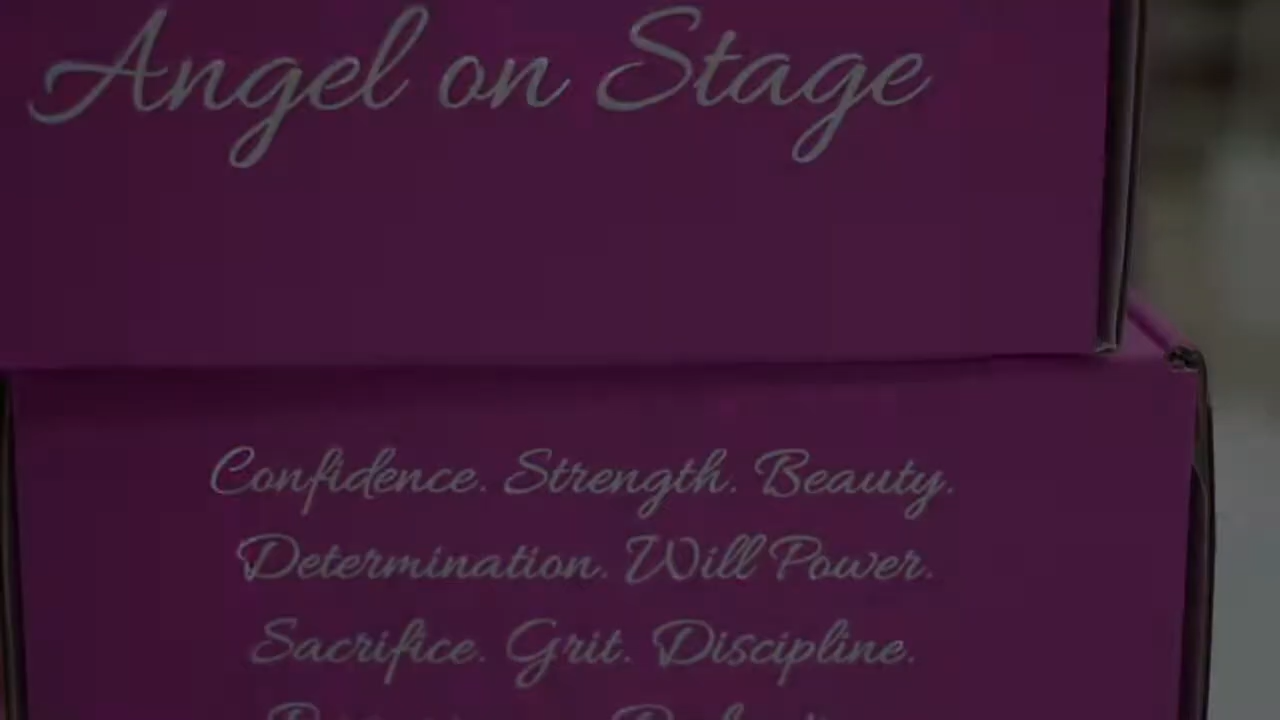 Angel on Stage
Confidence. Strength. Beauty.
Determination. Will Power.
Sacrifice. Grit. Discipline.